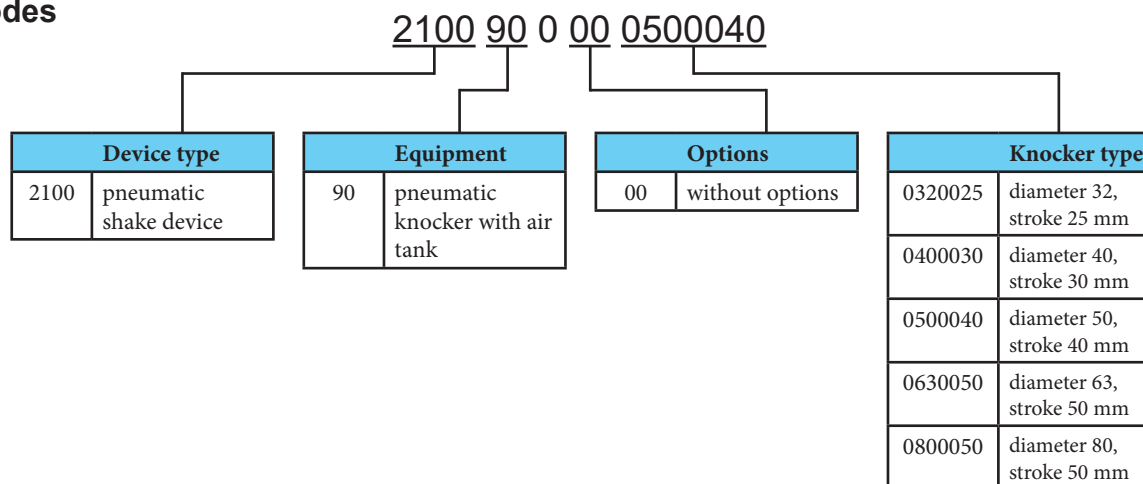 odes
2100 90 0 00 0500040
Device type
2100 pneumatic
shake device
Equipment
90 pneumatic
knocker with air
tank
Options
00 without options
Knocker type
0320025 diameter 32,
stroke 25 mm
0400030 diameter 40,
stroke 30 mm
0500040 diameter 50,
stroke 40 mm
0630050 diameter 63,
stroke 50 mm
0800050 diameter 80,
stroke 50 mm